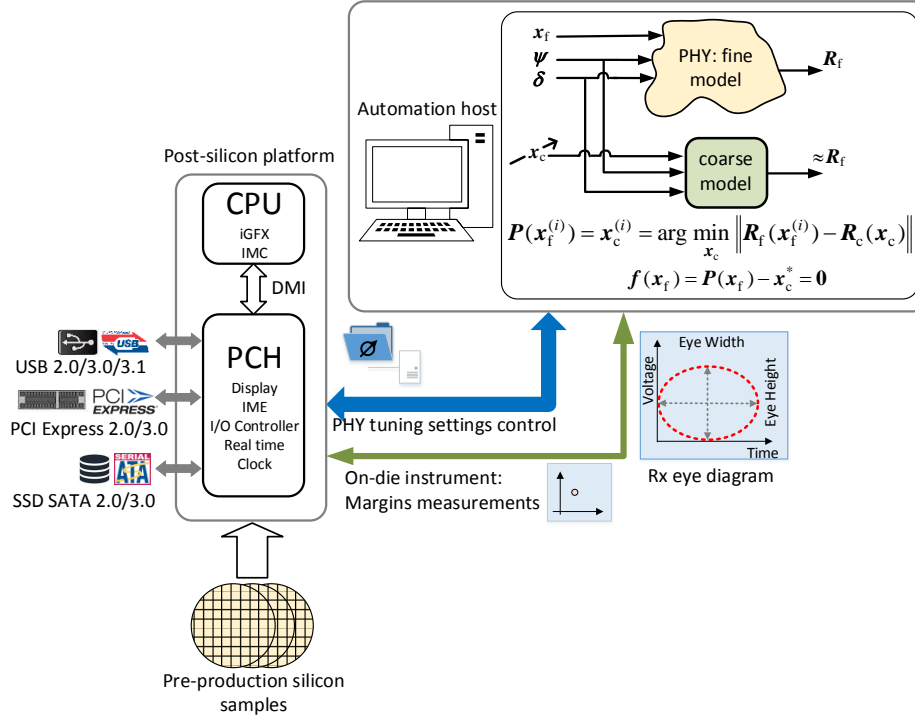 x_f
ψ
δ
PHY: fine
model
R_f
Automation host
x_c
coarse
model
≈R_f
P(x_f^(i)) = x_c^(i) = arg min_{x_c} ‖R_f(x_f^(i)) − R_c(x_c)‖
f(x_f) = P(x_f) − x_c^* = 0
Post-silicon platform
CPU
iGFX
IMC
DMI
USB
USB 2.0/3.0/3.1
PCI
EXPRESS®
PCI Express 2.0/3.0
SERIAL
ATA
SSD SATA 2.0/3.0
PCH
Display
IME
I/O Controller
Real time
Clock
PHY tuning settings control
On-die instrument:
Margins measurements
Eye Width
Voltage
Eye Height
Time
Rx eye diagram
Pre-production silicon
samples